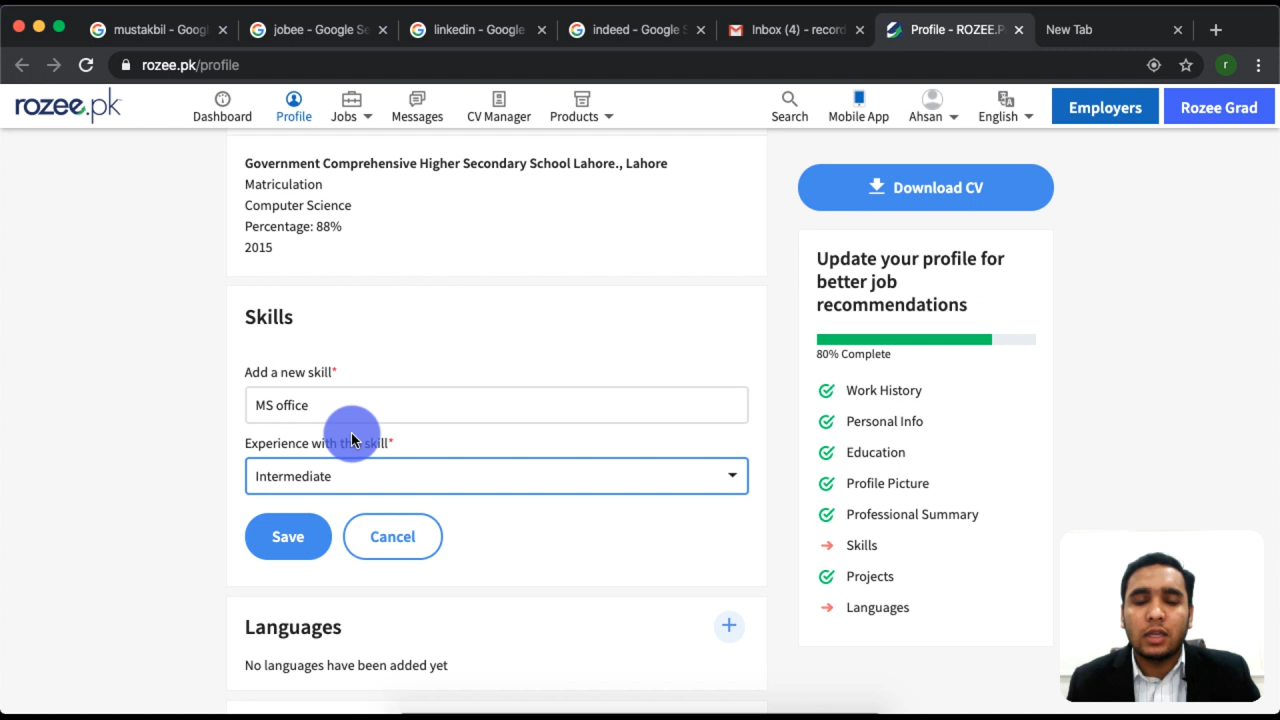 mustakbil - Googl
jobee - Google Se
linkedin - Google
indeed - Google S
Inbox (4) - record
Profile - ROZEE.P
New Tab
rozee.pk/profile
r
rozee.pk
Dashboard
Profile
Jobs
Messages
CV Manager
Products
Search
Mobile App
Ahsan
English
Employers
Rozee Grad
Government Comprehensive Higher Secondary School Lahore., Lahore
Matriculation
Computer Science
Percentage: 88%
2015
Skills
Add a new skill*
MS office
Experience with this skill*
Intermediate
Save
Cancel
Languages
No languages have been added yet
Download CV
Update your profile for
better job
recommendations
80% Complete
Work History
Personal Info
Education
Profile Picture
Professional Summary
Skills
Projects
Languages